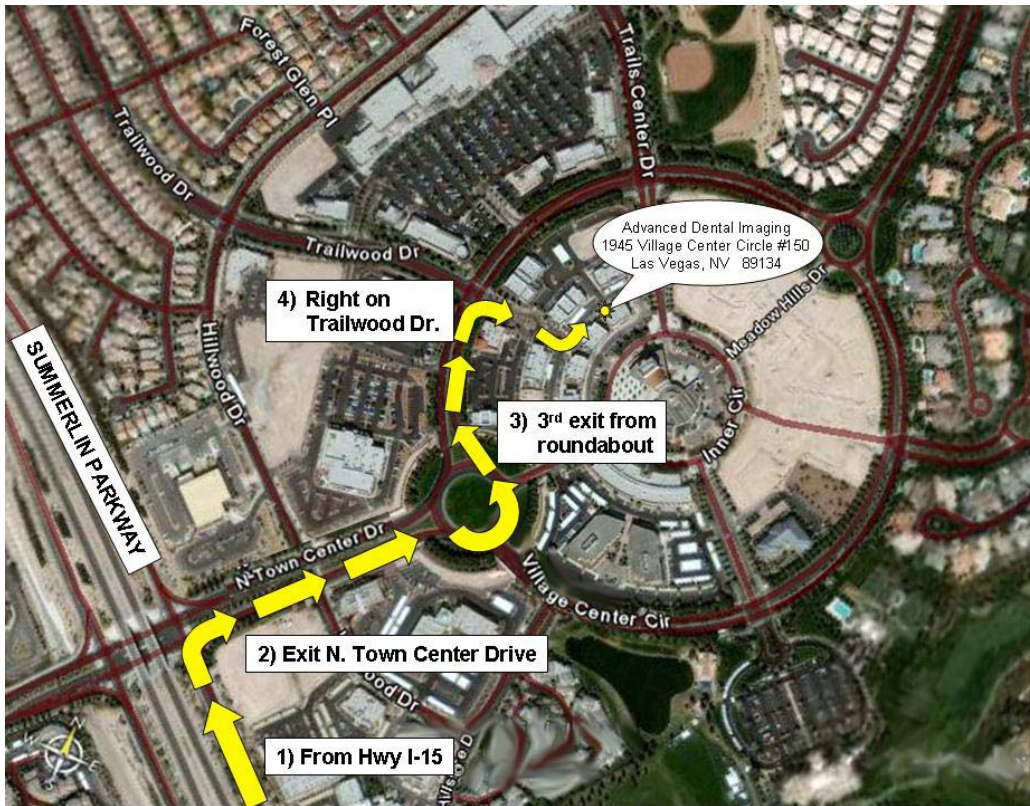 Forest Glen Pl
Trails Center Dr
Trailwood Dr
Trailwood Dr
Advanced Dental Imaging
1945 Village Center Circle #150
Las Vegas, NV 89134
4) Right on
Trailwood Dr.
Meadow Hills Dr
Hillwood Dr
SUMMERLIN PARKWAY
3) 3rd exit from
roundabout
Inner Cir
N Town Center Dr
Village Center Cir
2) Exit N. Town Center Drive
wood Dr
1) From Hwy I-15
N
E